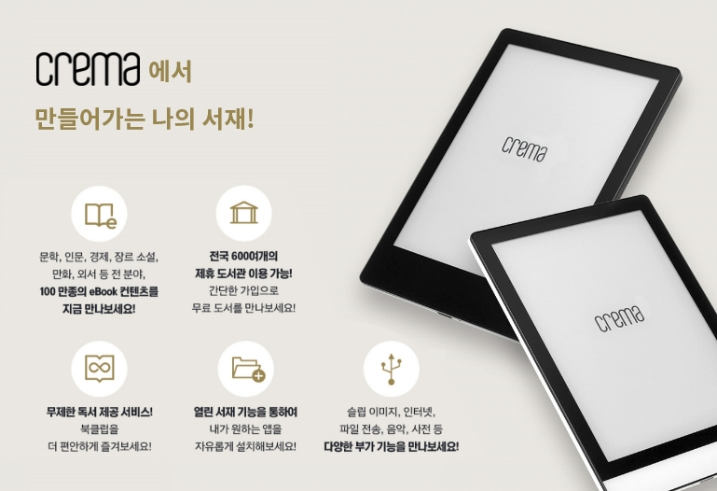 crema 에서
만들어가는 나의 서재!
문학, 인문, 경제, 장르 소설,
만화, 외서 등 전 분야,
100 만종의 eBook 컨텐츠를
지금 만나보세요!
전국 600여개의
제휴 도서관 이용 가능!
간단한 가입으로
무료 도서를 만나보세요!
무제한 독서 제공 서비스!
북클럽을
더 편안하게 즐겨보세요!
열린 서재 기능을 통하여
내가 원하는 앱을
자유롭게 설치해보세요!
슬립 이미지, 인터넷,
파일 전송, 음악, 사전 등
다양한 부가 기능을 만나보세요!
crema
crema